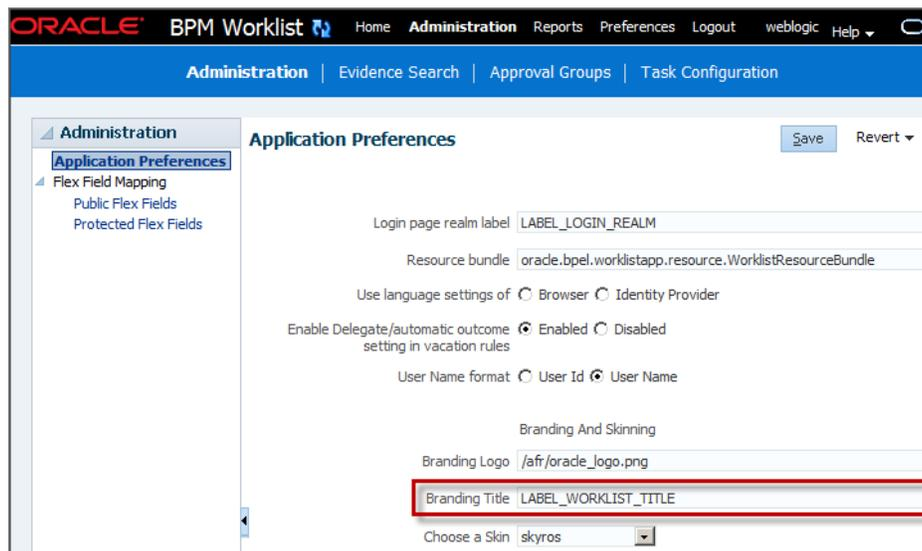 ORACLE BPM Worklist Home Administration Reports Preferences Logout weblogic Help
Administration | Evidence Search | Approval Groups | Task Configuration
Administration
Application Preferences
Flex Field Mapping
Public Flex Fields
Protected Flex Fields
Application Preferences Save Revert
Login page realm label LABEL_LOGIN_REALM
Resource bundle oracle.bpel.worklistapp.resource.WorklistResourceBundle
Use language settings of Browser Identity Provider
Enable Delegate/automatic outcome Enabled Disabled
setting in vacation rules
User Name format User Id User Name
Branding And Skinning
Branding Logo /afr/oracle_logo.png
Branding Title LABEL_WORKLIST_TITLE
Choose a Skin skyros